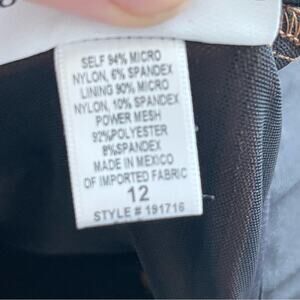 SELF 94% MICRO
NYLON, 6% SPANDEX
LINING 90% MICRO
NYLON, 10% SPANDEX
POWER MESH
92%POLYESTER
8%SPANDEX
MADE IN MEXICO
OF IMPORTED FABRIC
12
STYLE # 191716